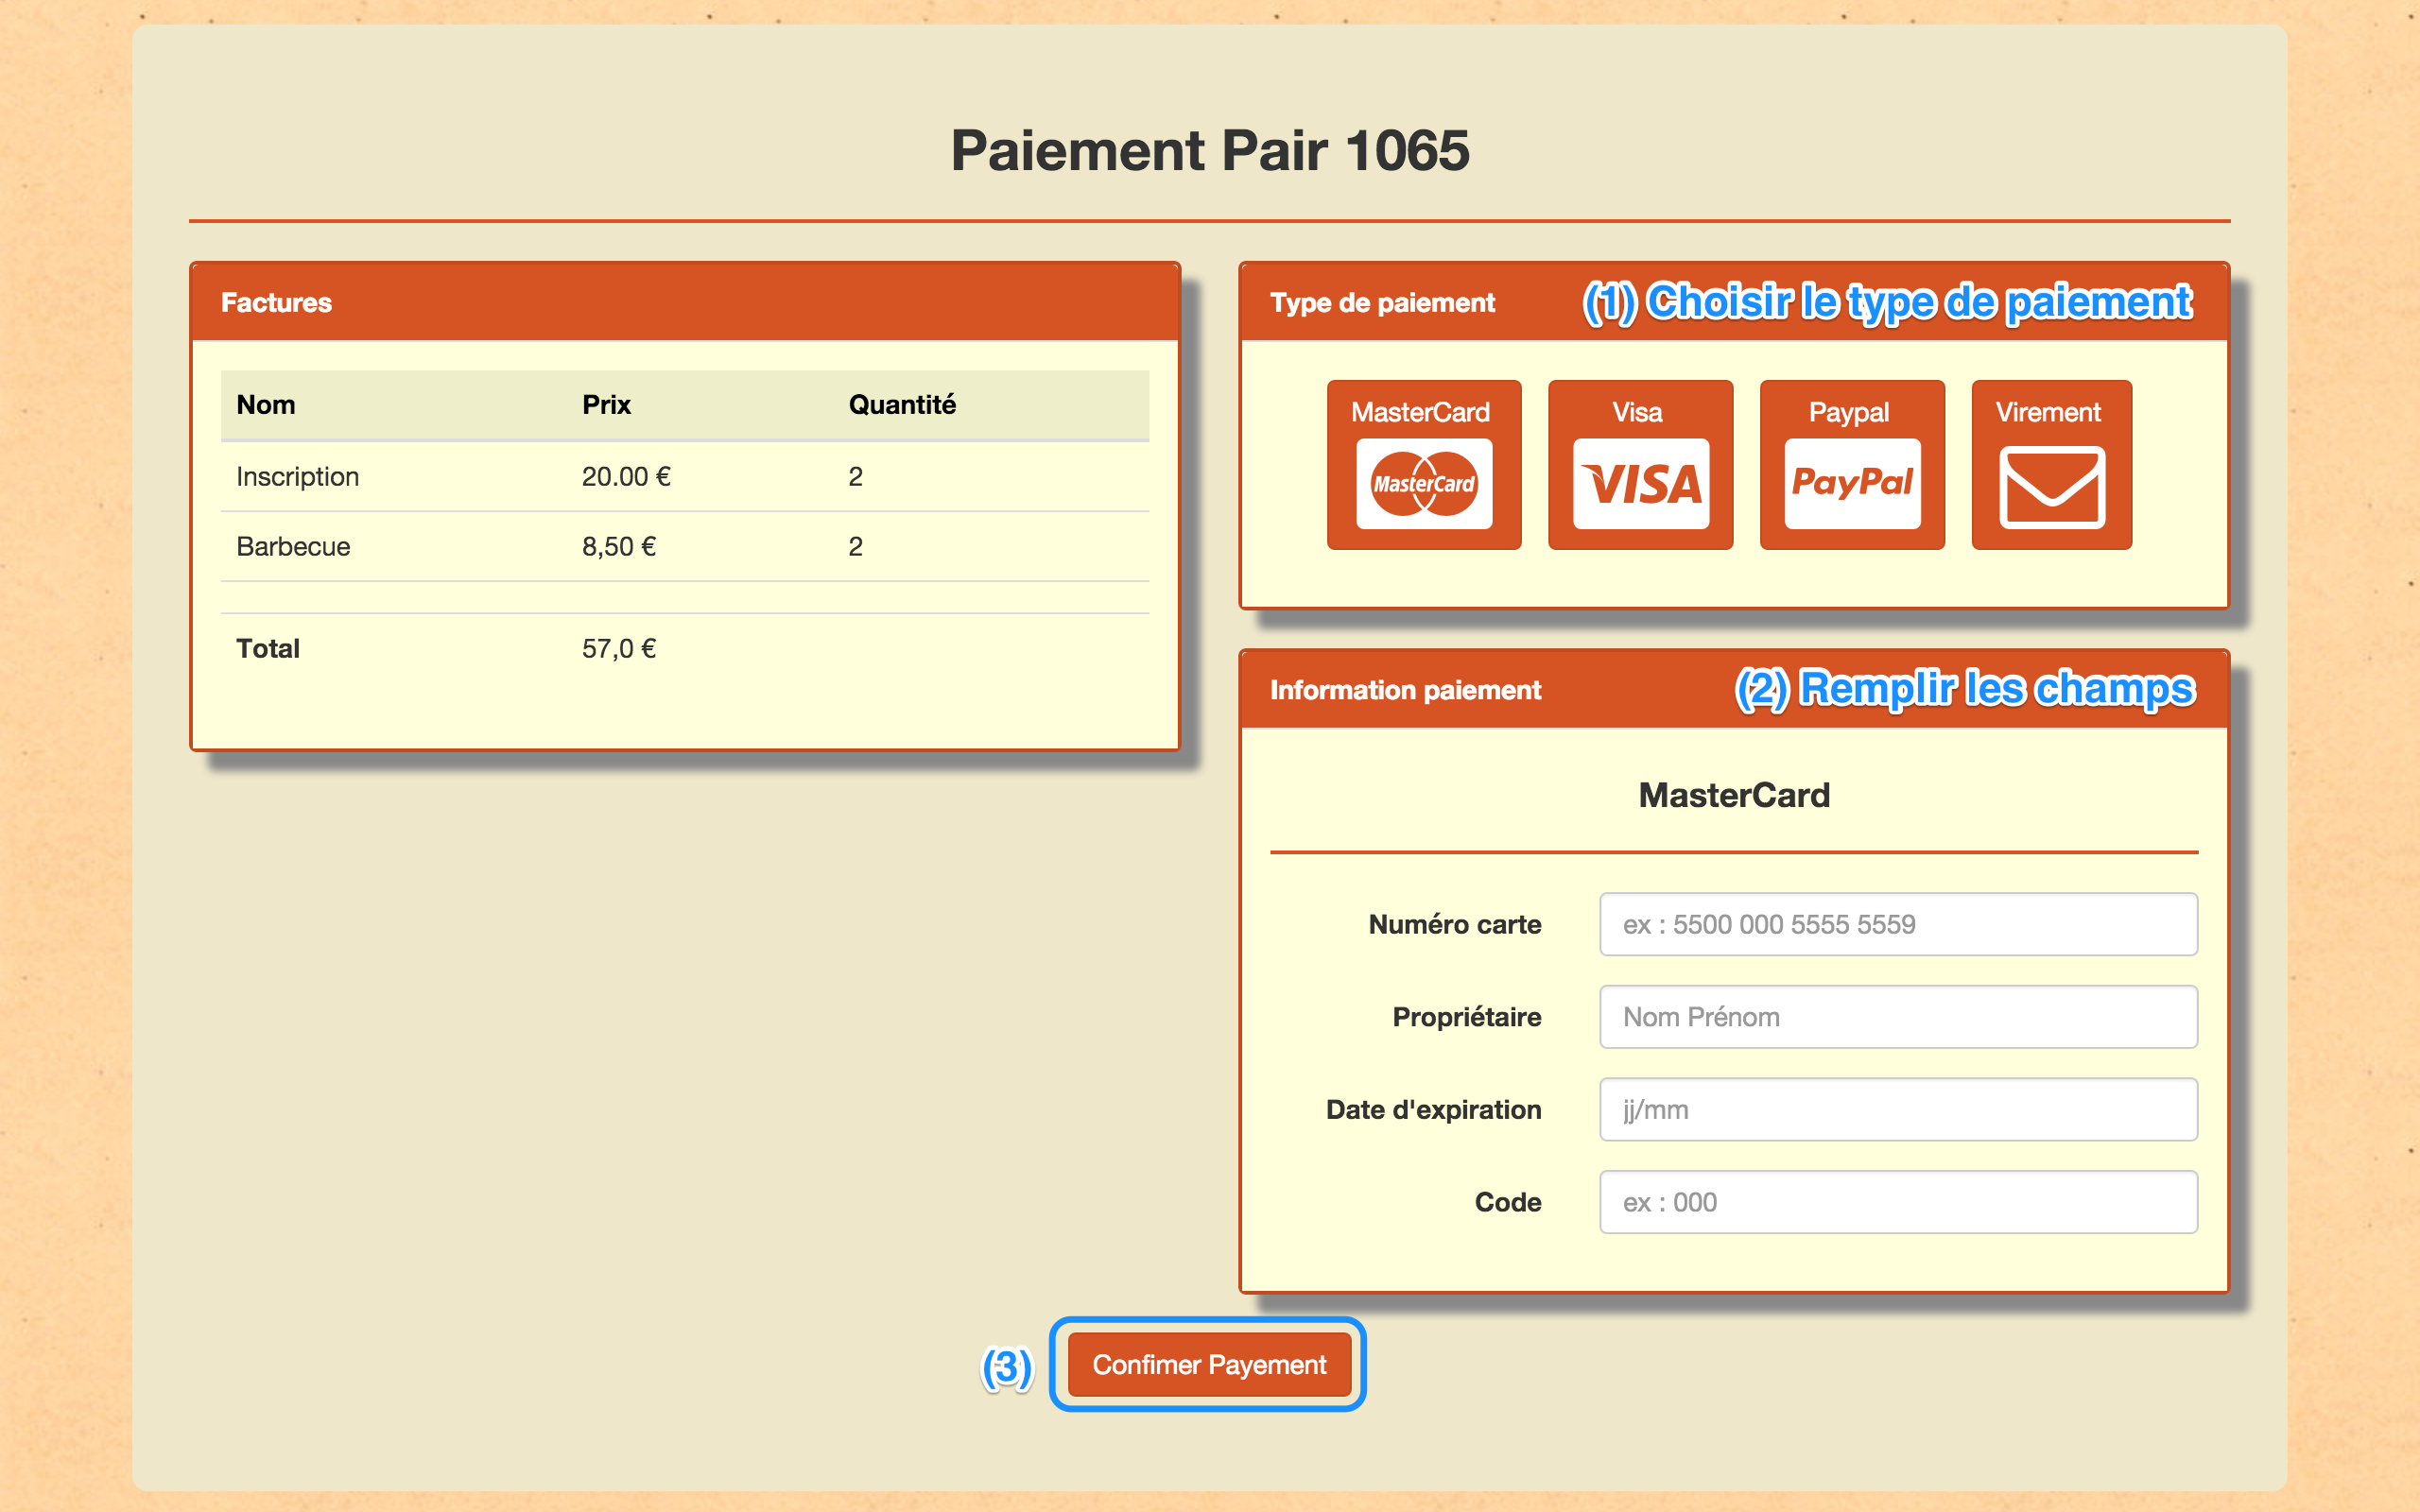 Paiement Pair 1065
Factures
Nom Prix Quantité
Inscription 20.00 € 2
Barbecue 8,50 € 2
Total 57,0 €
Type de paiement (1) Choisir le type de paiement
MasterCard Visa Paypal Virement
MasterCard VISA PayPal
Information paiement (2) Remplir les champs
MasterCard
Numéro carte ex : 5500 000 5555 5559
Propriétaire Nom Prénom
Date d'expiration jj/mm
Code ex : 000
(3) Confimer Payement